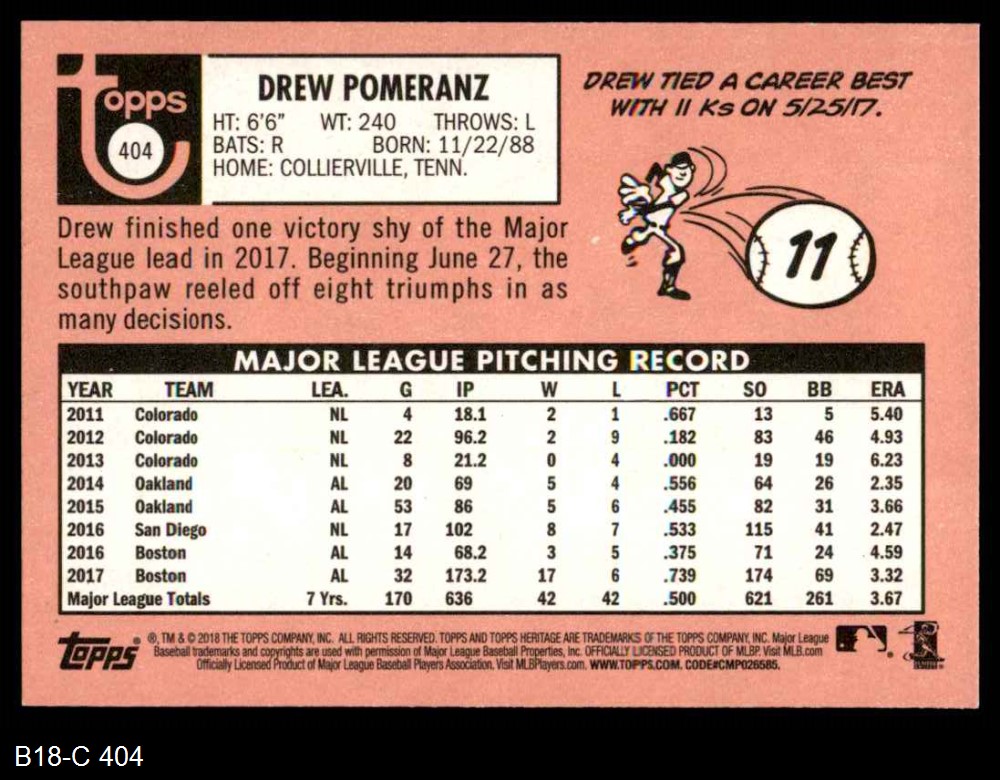 Topps
404
DREW POMERANZ
HT: 6'6" WT: 240 THROWS: L
BATS: R BORN: 11/22/88
HOME: COLLIERVILLE, TENN.
DREW TIED A CAREER BEST
WITH 11 Ks ON 5/25/17.
11
Drew finished one victory shy of the Major
League lead in 2017. Beginning June 27, the
southpaw reeled off eight triumphs in as
many decisions.
MAJOR LEAGUE PITCHING RECORD
YEAR TEAM LEA. G IP W L PCT SO BB ERA
2011 Colorado NL 4 18.1 2 1 .667 13 5 5.40
2012 Colorado NL 22 96.2 2 9 .182 83 46 4.93
2013 Colorado NL 8 21.2 0 4 .000 19 19 6.23
2014 Oakland AL 20 69 5 4 .556 64 26 2.35
2015 Oakland AL 53 86 5 6 .455 82 31 3.66
2016 San Diego NL 17 102 8 7 .533 115 41 2.47
2016 Boston AL 14 68.2 3 5 .375 71 24 4.59
2017 Boston AL 32 173.2 17 6 .739 174 69 3.32
Major League Totals 7 Yrs. 170 636 42 42 .500 621 261 3.67
Topps
®, TM & © 2018 THE TOPPS COMPANY, INC. ALL RIGHTS RESERVED. TOPPS AND TOPPS HERITAGE ARE TRADEMARKS OF THE TOPPS COMPANY, INC. Major League
Baseball trademarks and copyrights are used with permission of Major League Baseball Properties, Inc. OFFICIALLY LICENSED PRODUCT OF MLBP. Visit MLB.com
Officially Licensed Product of Major League Baseball Players Association. Visit MLBPlayers.com. WWW.TOPPS.COM. CODE#CMP026585.
B18-C 404